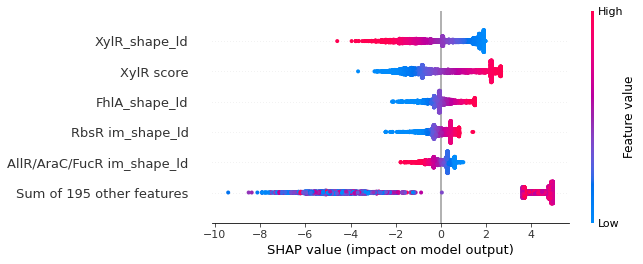 High
XylR_shape_ld
XylR score
FhlA_shape_ld
RbsR im_shape_ld
AllR/AraC/FucR im_shape_ld
Sum of 195 other features
Feature value
Low
−10 −8 −6 −4 −2 0 2 4
SHAP value (impact on model output)